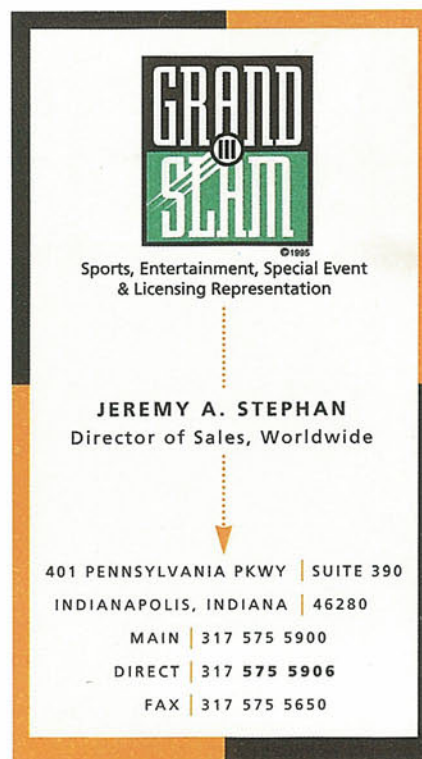 GRAND
III
SLAM
©1995
Sports, Entertainment, Special Event
& Licensing Representation
JEREMY A. STEPHAN
Director of Sales, Worldwide
401 PENNSYLVANIA PKWY | SUITE 390
INDIANAPOLIS, INDIANA | 46280
MAIN | 317 575 5900
DIRECT | 317 575 5906
FAX | 317 575 5650